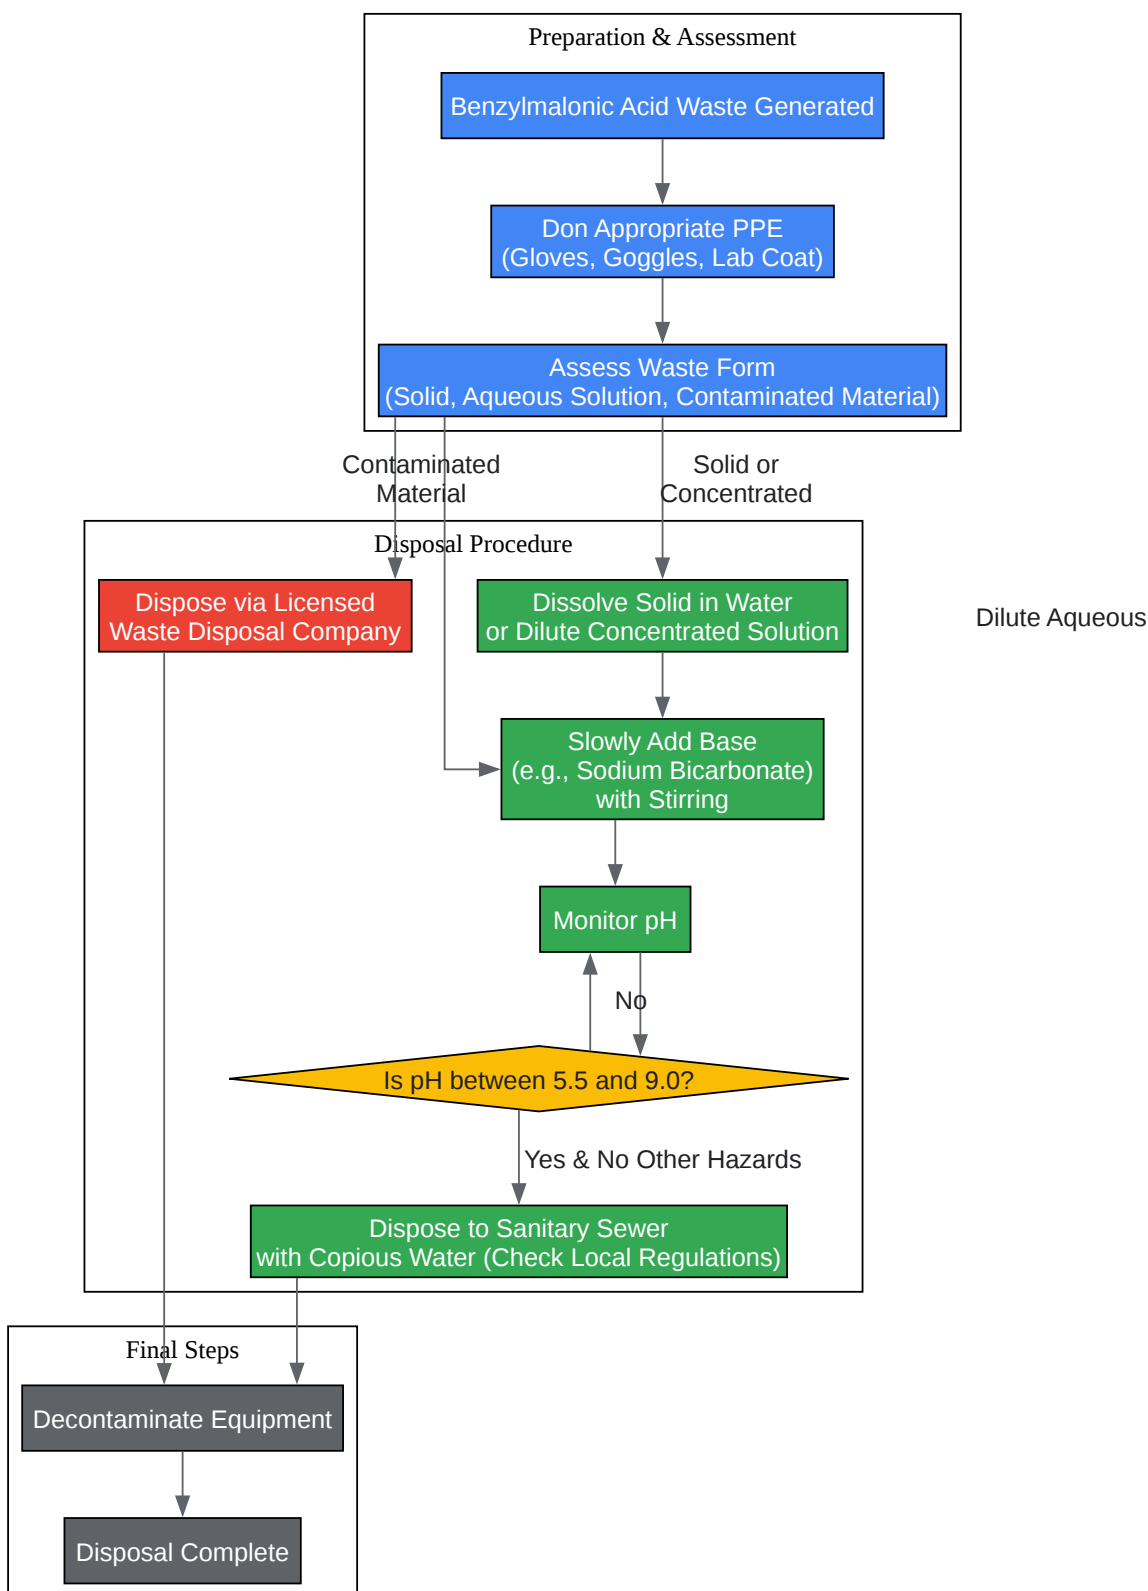 Preparation & Assessment
Benzylmalonic Acid Waste Generated
Don Appropriate PPE
(Gloves, Goggles, Lab Coat)
Assess Waste Form
(Solid, Aqueous Solution, Contaminated Material)
Contaminated
Material
Solid or
Concentrated
Disposal Procedure
Dispose via Licensed
Waste Disposal Company
Dissolve Solid in Water
or Dilute Concentrated Solution
Dilute Aqueous
Slowly Add Base
(e.g., Sodium Bicarbonate)
with Stirring
Monitor pH
No
Is pH between 5.5 and 9.0?
Yes & No Other Hazards
Dispose to Sanitary Sewer
with Copious Water (Check Local Regulations)
Final Steps
Decontaminate Equipment
Disposal Complete